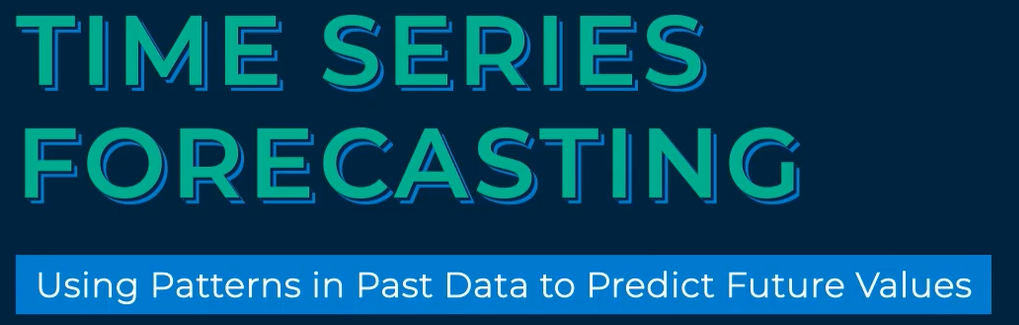 TIME SERIES
FORECASTING
Using Patterns in Past Data to Predict Future Values